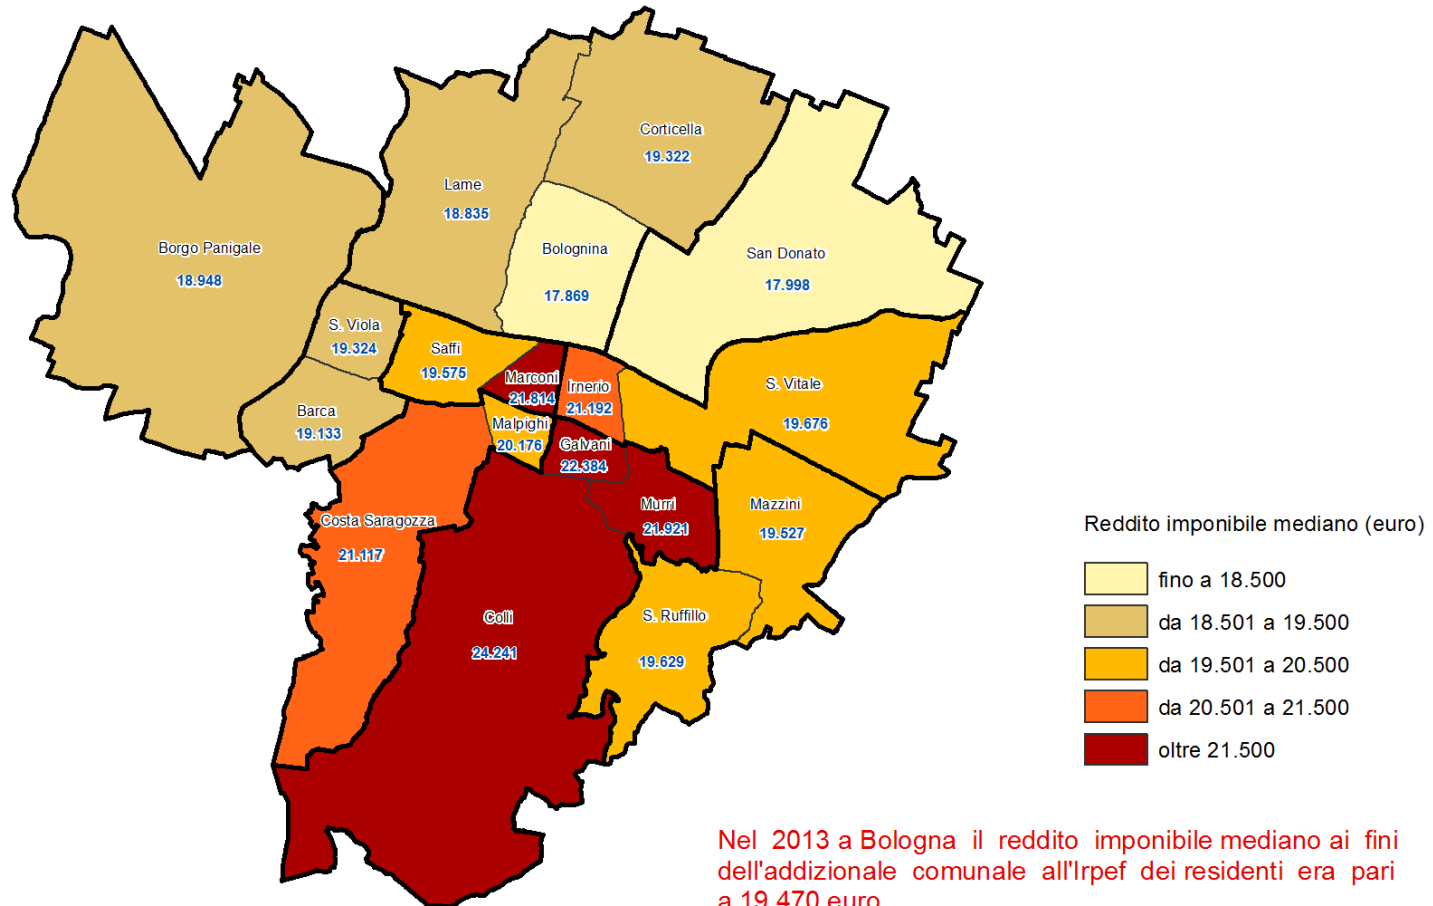 Corticella
19.322
Lame
18.835
Borgo Panigale
18.948
Bolognina
17.869
San Donato
17.998
S. Viola
19.324
Saffi
19.575
Marconi
21.814
Irnerio
21.192
S. Vitale
19.676
Barca
19.133
Malpighi
20.176
Galvani
22.384
Costa Saragozza
21.117
Murri
21.921
Mazzini
19.527
Colli
24.241
S. Ruffillo
19.629
Reddito imponibile mediano (euro)
fino a 18.500
da 18.501 a 19.500
da 19.501 a 20.500
da 20.501 a 21.500
oltre 21.500
Nel 2013 a Bologna il reddito imponibile mediano ai fini
dell'addizionale comunale all'Irpef dei residenti era pari
a 19.470 euro